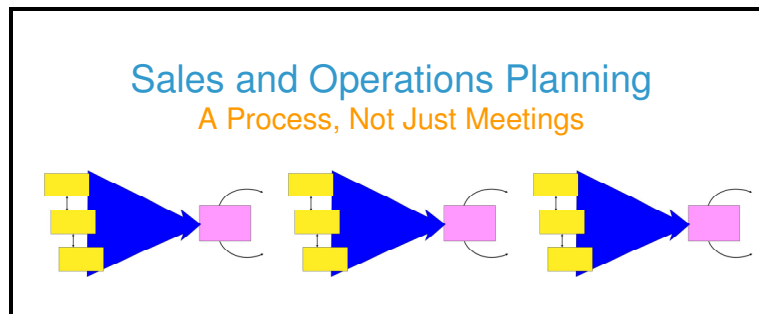 Sales and Operations Planning
A Process, Not Just Meetings